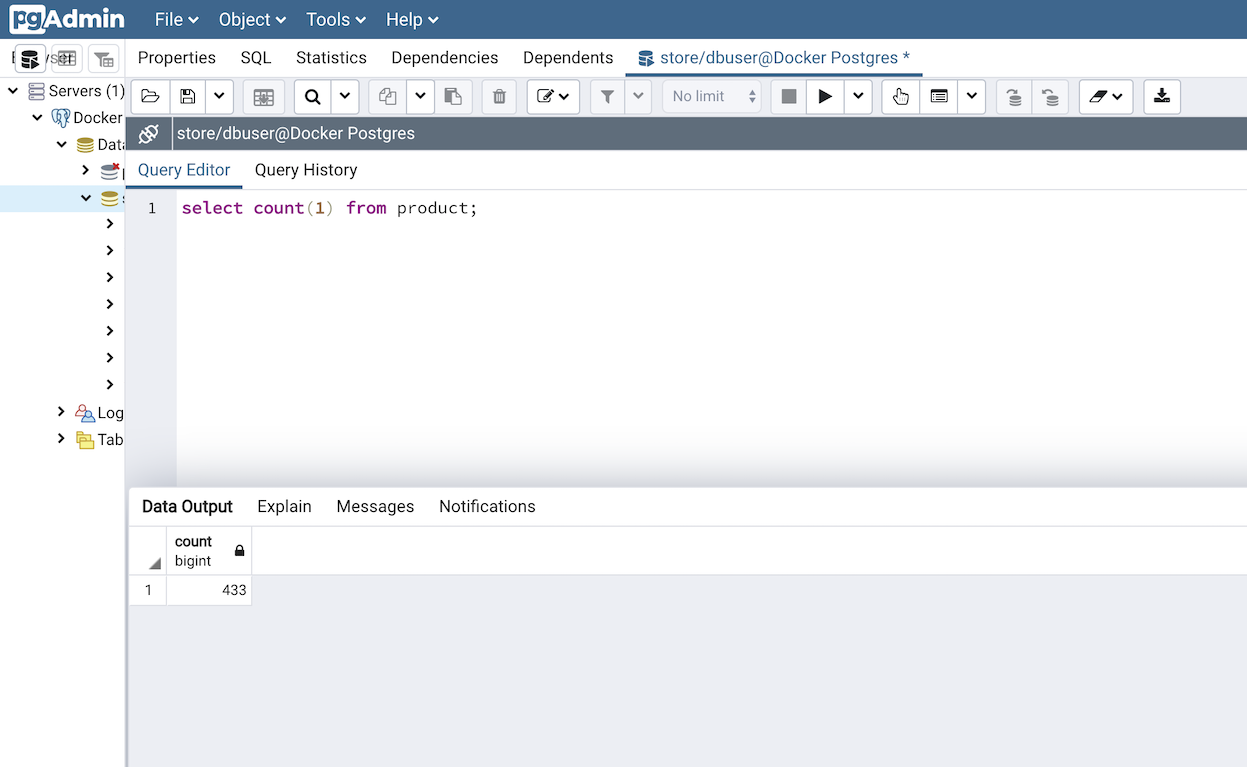 pgAdmin File Object Tools Help
Properties SQL Statistics Dependencies Dependents store/dbuser@Docker Postgres *
Servers (1)
No limit
Docker
store/dbuser@Docker Postgres
Query Editor Query History
1 select count(1) from product;
Log
Tab
Data Output Explain Messages Notifications
count
bigint
1 433